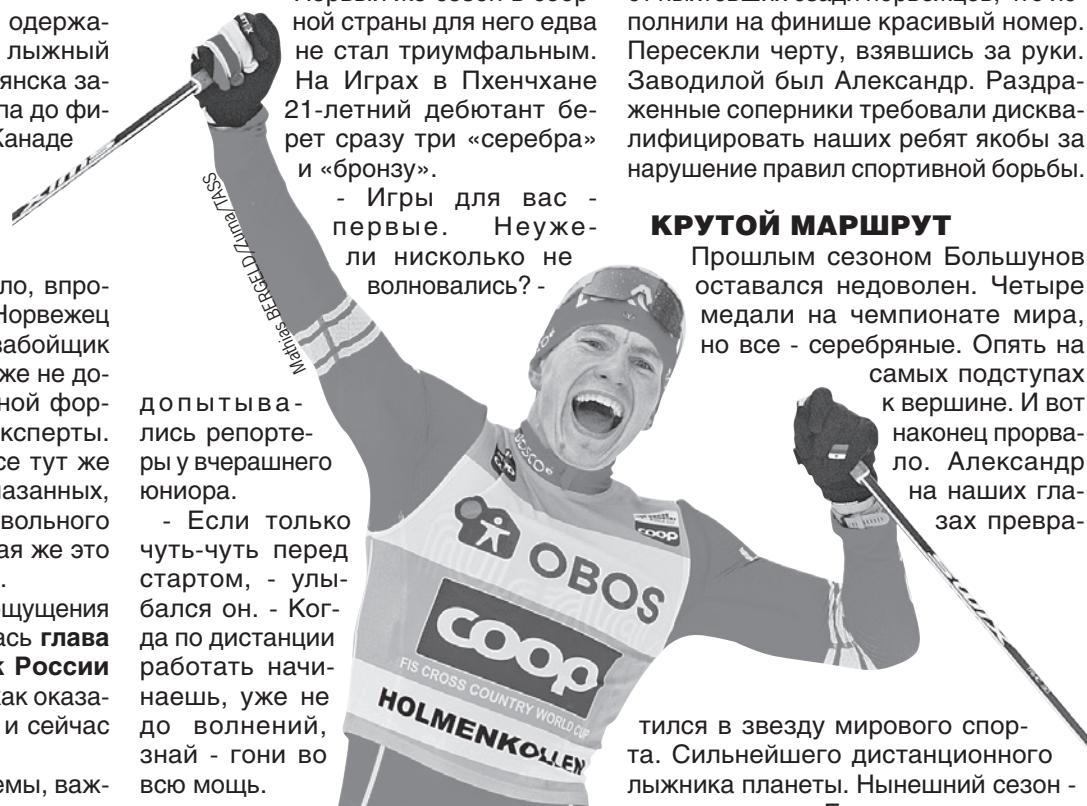 одержа-
лыжный
янска за-
ла до фи-
Канаде
ло, впро-
Норвежец
забойщик
же не до-
ной фор-
ксперты.
се тут же
мазанных,
вольного
ая же это
ощущения
ась глава
к России
как оказа-
и сейчас
емы, важ-
ной страны для него едва
не стал триумфальным.
На Играх в Пхенчхане
21-летний дебютант бе-
рет сразу три «серебра»
и «бронзу».
- Игры для вас -
первые. Неуже-
ли нисколько не
волновались? -
допытыва-
лись репорте-
ры у вчерашнего
юниора.
- Если только
чуть-чуть перед
стартом, - улы-
бался он. - Ког-
да по дистанции
работать начи-
наешь, уже не
до волнений,
знай - гони во
всю мощь.
Mathias BERGELD/Zuma/TASS
OBOS
coop
FIS CROSS COUNTRY WORLD CUP
HOLMENKOLLEN
BOSCO
coop
coop
SWIX
SWIX
полнили на финише красивый номер.
Пересекли черту, взявшись за руки.
Заводилой был Александр. Раздра-
женные соперники требовали дисква-
лифицировать наших ребят якобы за
нарушение правил спортивной борьбы.
КРУТОЙ МАРШРУТ
Прошлым сезоном Большунов
оставался недоволен. Четыре
медали на чемпионате мира,
но все - серебряные. Опять на
самых подступах
к вершине. И вот
наконец прорва-
ло. Александр
на наших гла-
зах превра-
тился в звезду мирового спор-
та. Сильнейшего дистанционного
лыжника планеты. Нынешний сезон -